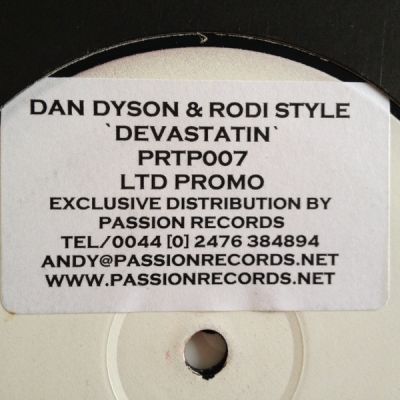 DAN DYSON & RODI STYLE
`DEVASTATIN`
PRTP007
LTD PROMO
EXCLUSIVE DISTRIBUTION BY
PASSION RECORDS
TEL/0044 [0] 2476 384894
ANDY@PASSIONRECORDS.NET
WWW.PASSIONRECORDS.NET